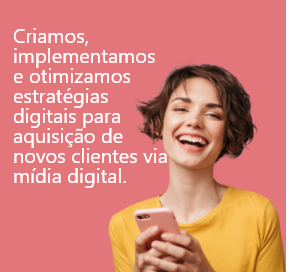 Criamos,
implementamos
e otimizamos
estratégias
digitais para
aquisição de
novos clientes via
mídia digital.